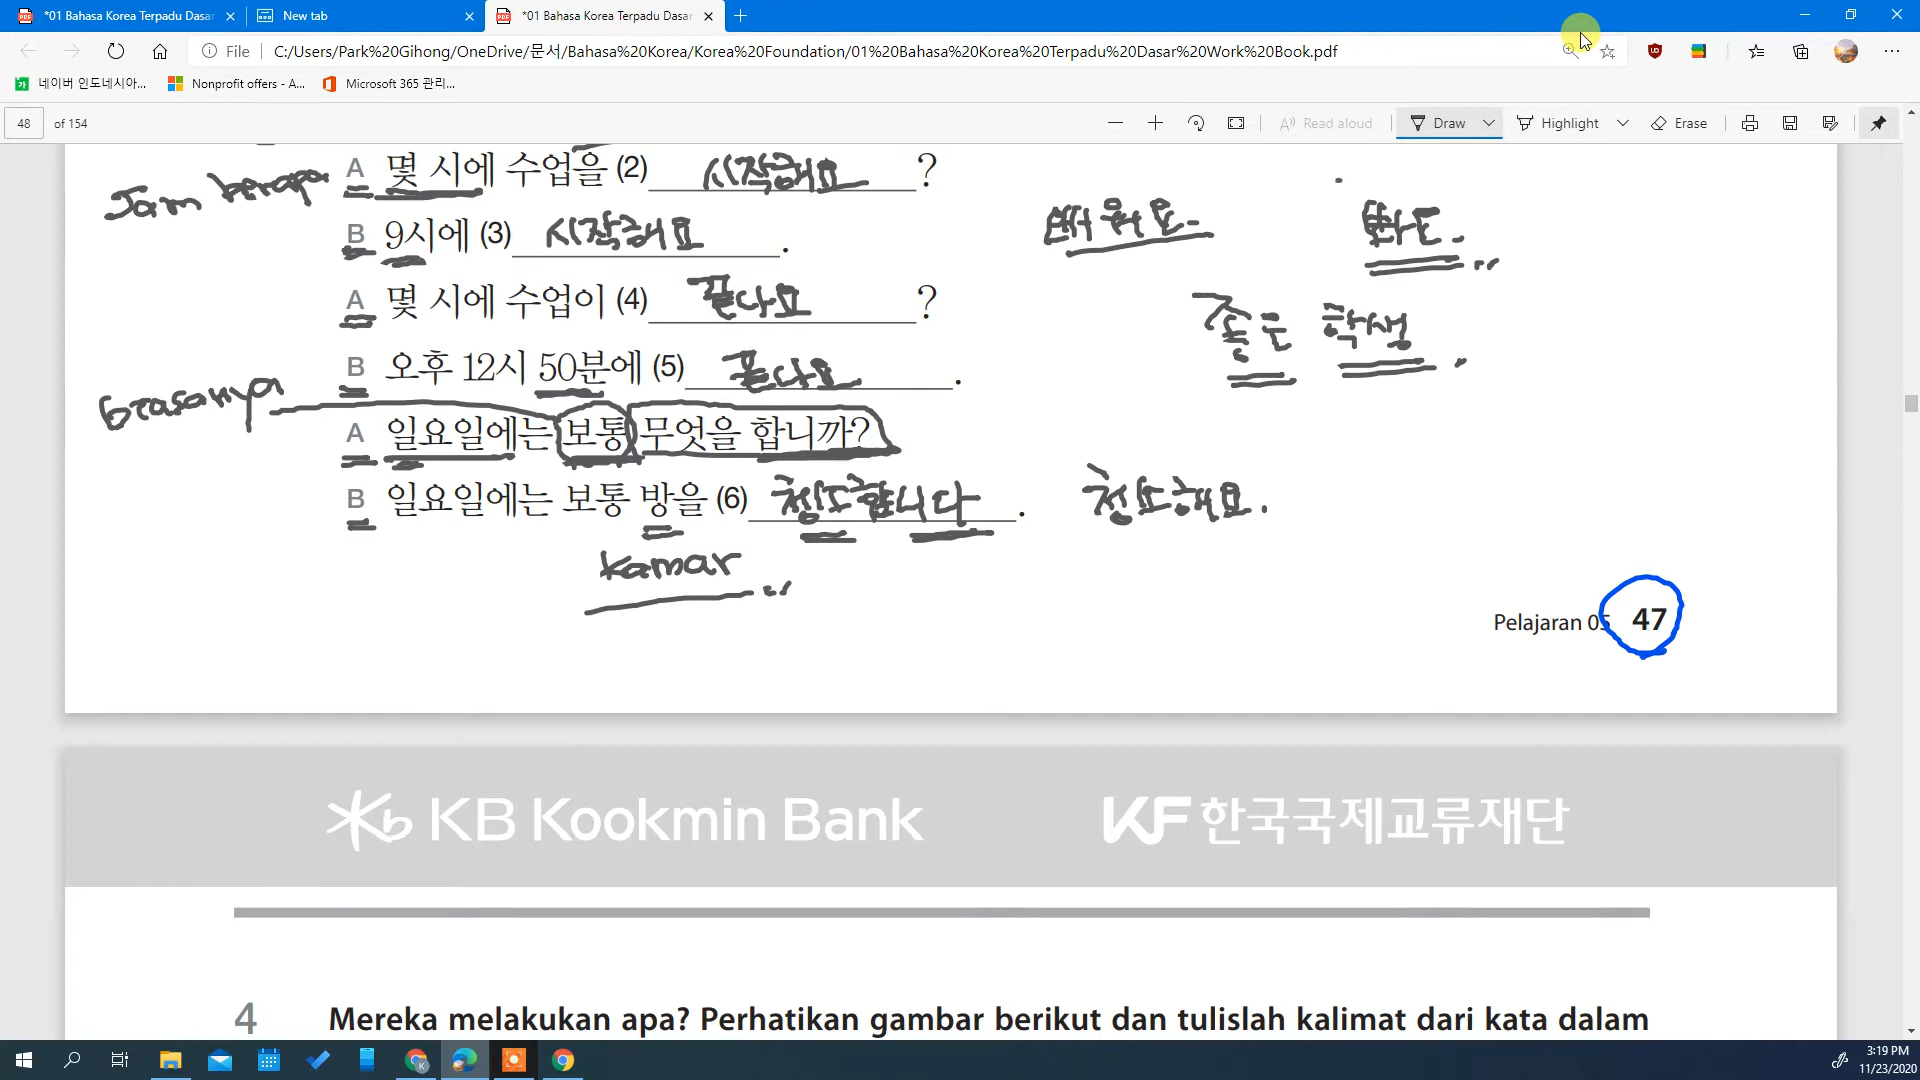 *01 Bahasa Korea Terpadu Dasar
New tab
*01 Bahasa Korea Terpadu Dasar
File
C:/Users/Park%20Gihong/OneDrive/문서/Bahasa%20Korea/Korea%20Foundation/01%20Bahasa%20Korea%20Terpadu%20Dasar%20Work%20Book.pdf
네이버 인도네시아...
Nonprofit offers - A...
Microsoft 365 관리...
48 of 154
Read aloud
Draw
Highlight
Erase
Jam berapa
A 몇 시에 수업을 (2) 시작해요 ?
B 9시에 (3) 시작해요 .
배워요.
A 몇 시에 수업이 (4) 끝나요 ?
좋은 학생
B 오후 12시 50분에 (5) 끝나요 .
biasanya
A 일요일에는 보통 무엇을 합니까?
B 일요일에는 보통 방을 (6) 청소합니다 . 청소해요.
kamar
Pelajaran 05 47
KB Kookmin Bank
KF 한국국제교류재단
4 Mereka melakukan apa? Perhatikan gambar berikut dan tulislah kalimat dari kata dalam
3:19 PM
11/23/2020